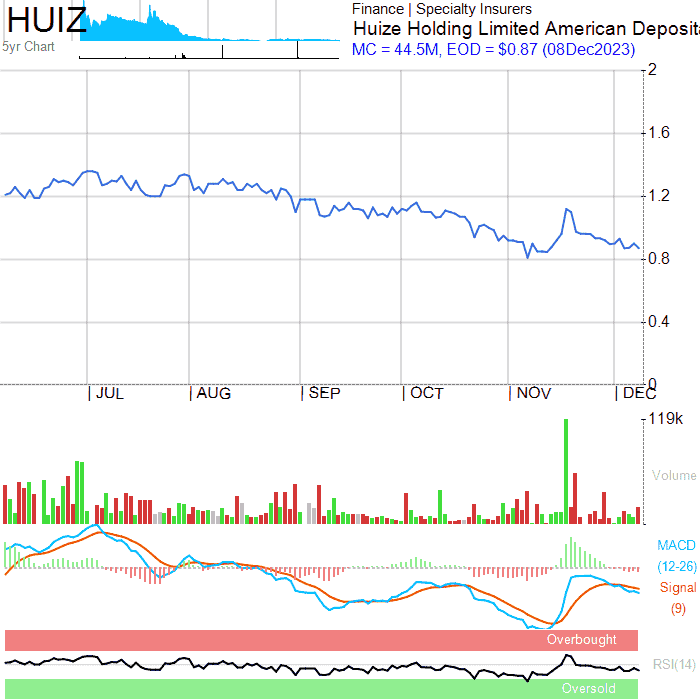 HUIZ
5yr Chart
Finance | Specialty Insurers
Huize Holding Limited American Deposit
MC = 44.5M, EOD = $0.87 (08Dec2023)
2
1.6
1.2
0.8
0.4
0
JUL AUG SEP OCT NOV DEC
119k
Volume
MACD
(12-26)
Signal
(9)
Overbought
RSI(14)
Oversold